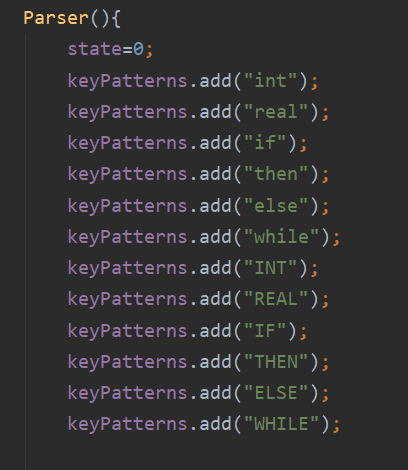 Parser(){
state=0;
keyPatterns.add("int");
keyPatterns.add("real");
keyPatterns.add("if");
keyPatterns.add("then");
keyPatterns.add("else");
keyPatterns.add("while");
keyPatterns.add("INT");
keyPatterns.add("REAL");
keyPatterns.add("IF");
keyPatterns.add("THEN");
keyPatterns.add("ELSE");
keyPatterns.add("WHILE");